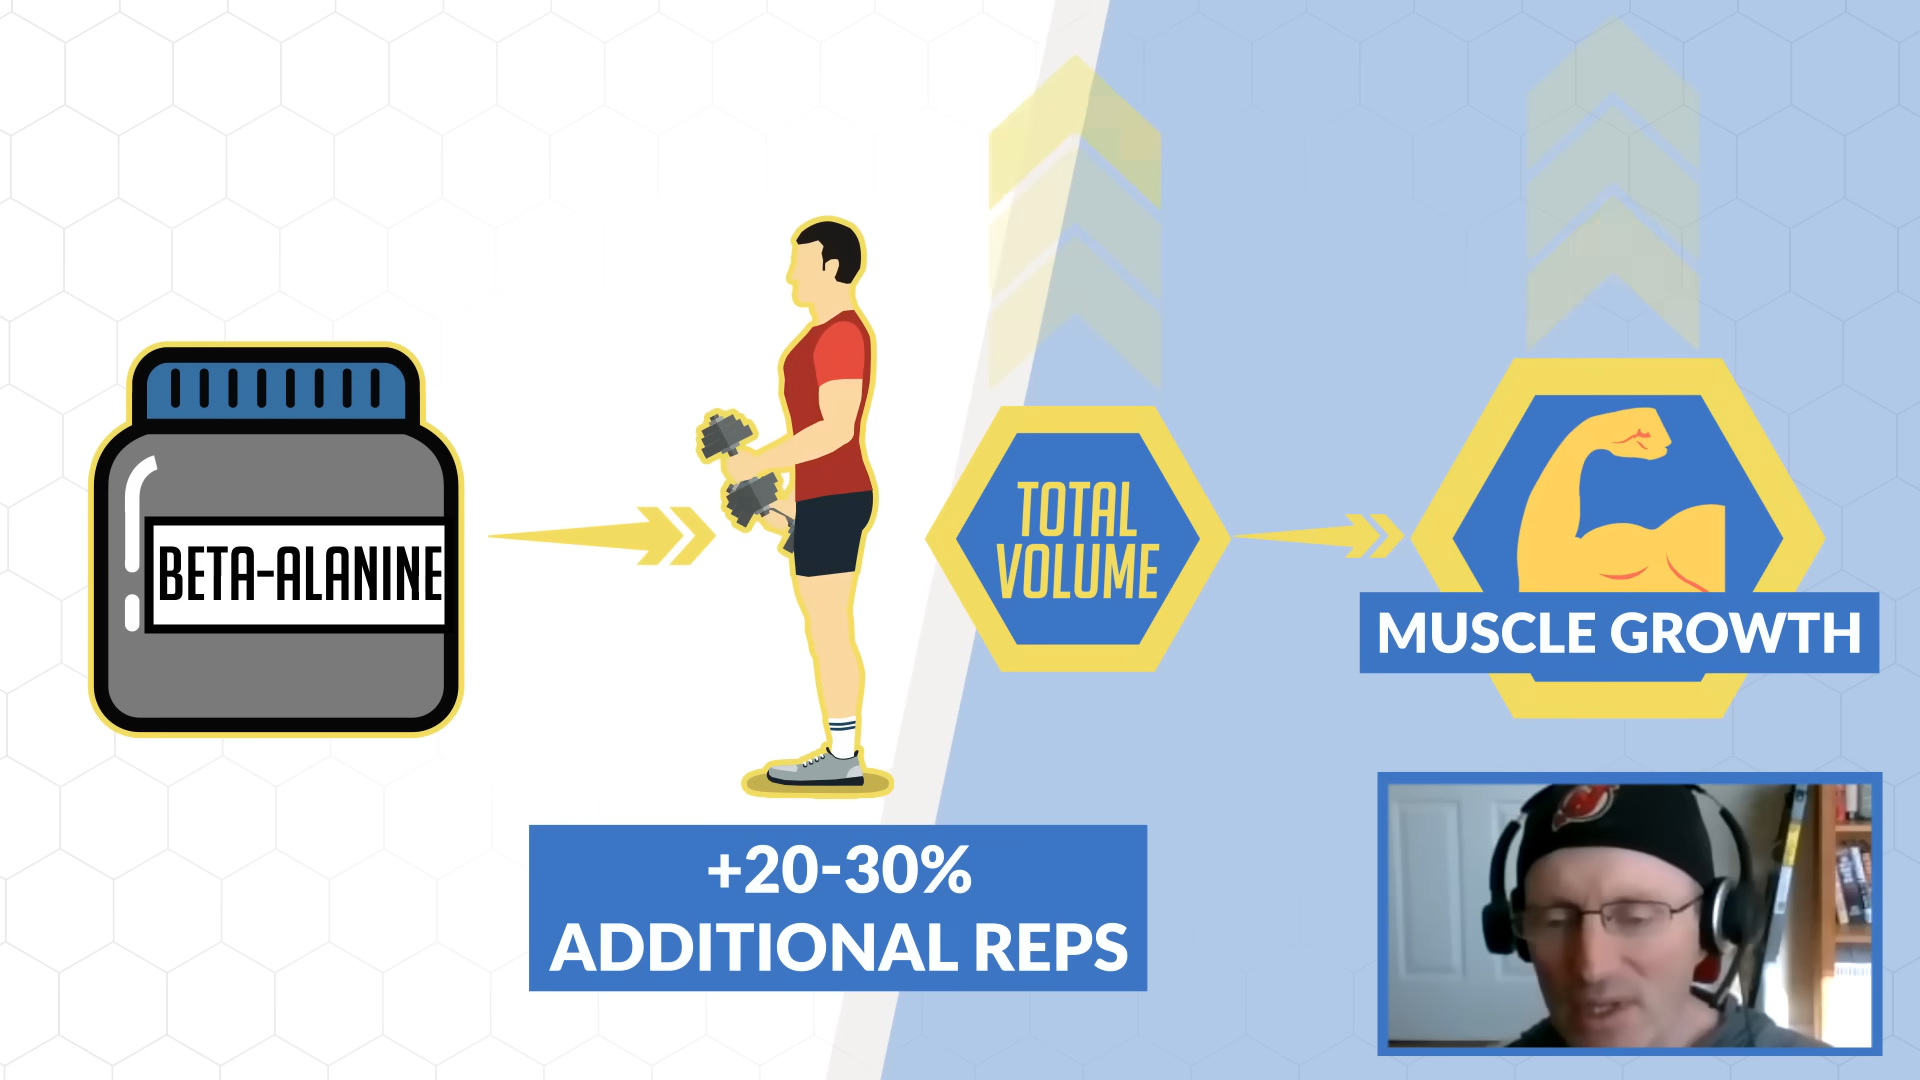 BETA-ALANINE
+20-30%
ADDITIONAL REPS
TOTAL
VOLUME
MUSCLE GROWTH